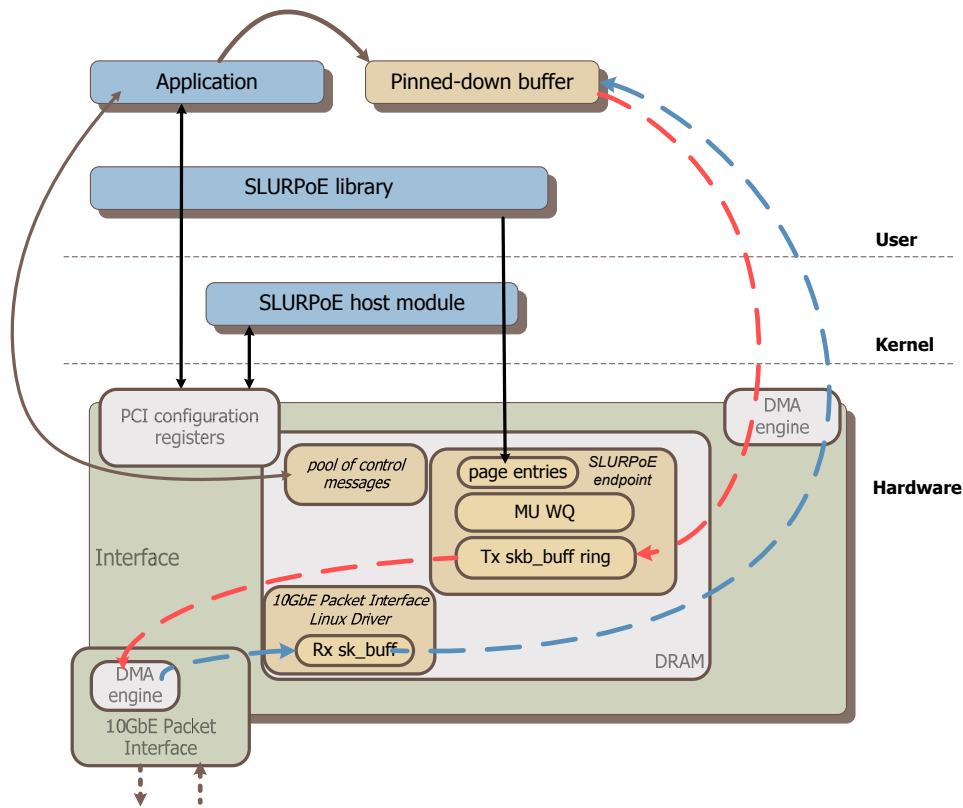 Application
Pinned-down buffer
SLURPoE library
User
SLURPoE host module
Kernel
PCI configuration
registers
DMA
engine
pool of control
messages
page entries
SLURPoE
endpoint
Hardware
MU WQ
Interface
Tx skb_buff ring
10GbE Packet Interface
Linux Driver
Rx sk_buff
DRAM
DMA
engine
10GbE Packet
Interface